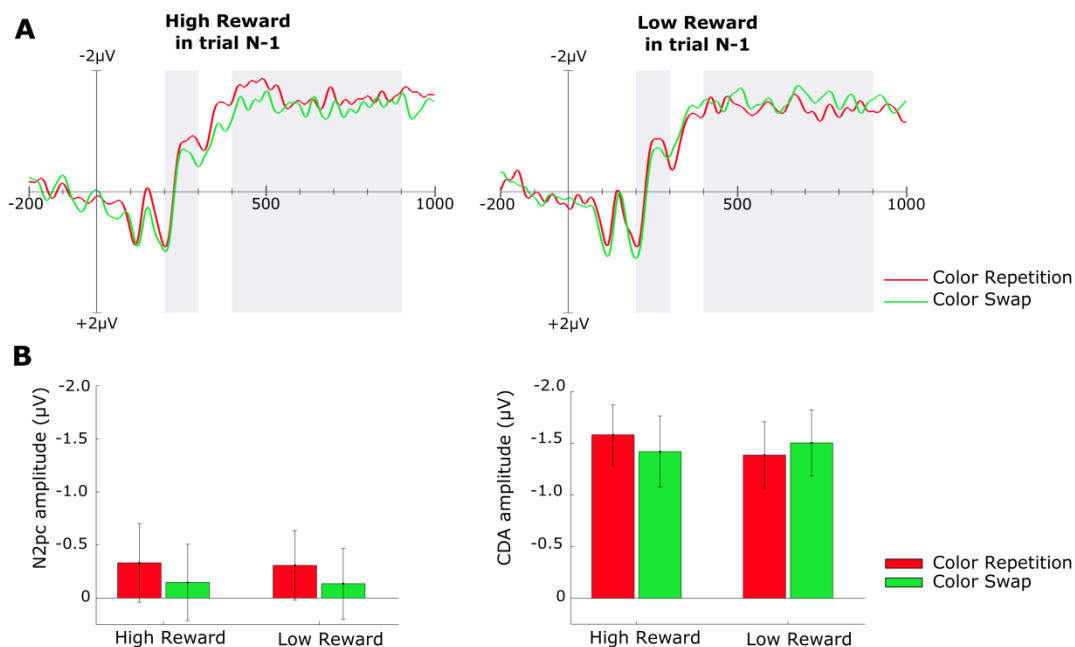 A
High Reward
in trial N-1
Low Reward
in trial N-1
-2µV
-2µV
-200
500
1000
-200
500
1000
+2µV
+2µV
Color Repetition
Color Swap
B
N2pc amplitude (µV)
-2.0
-1.5
-1.0
-0.5
0
High Reward
Low Reward
CDA amplitude (µV)
-2.0
-1.5
-1.0
-0.5
0
High Reward
Low Reward
Color Repetition
Color Swap